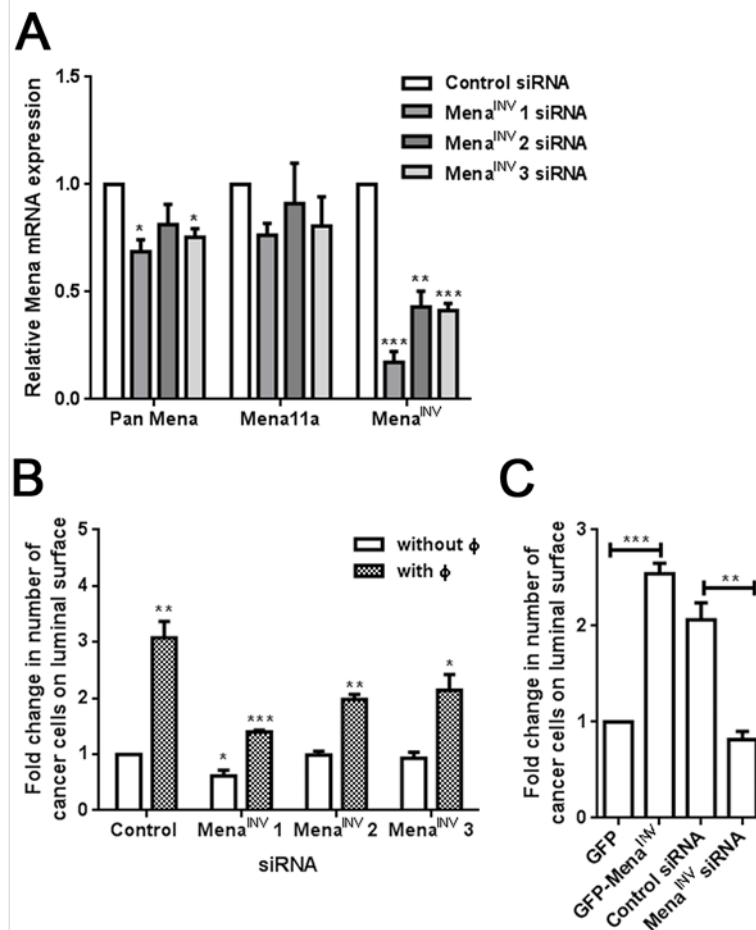 A
Relative Mena mRNA expression
1.5
1.0
0.5
0.0
Control siRNA
Mena^INV 1 siRNA
Mena^INV 2 siRNA
Mena^INV 3 siRNA
* *
*** ** ***
Pan Mena Mena11a Mena^INV
B
Fold change in number of
cancer cells on luminal surface
5
4
3
2
1
0
without ϕ
with ϕ
** * *** ** *
Control Mena^INV 1 Mena^INV 2 Mena^INV 3
siRNA
C
Fold change in number of
cancer cells on luminal surface
3
2
1
0
*** **
GFP
GFP-Mena^INV
Control siRNA
Mena^INV siRNA